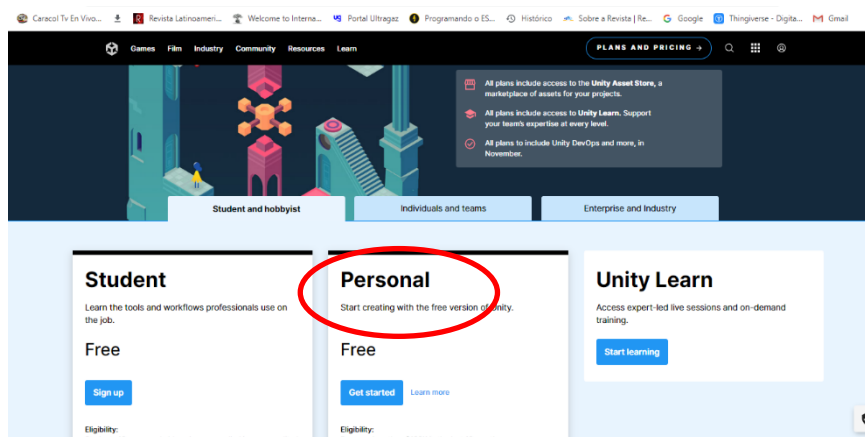 Caracol Tv En Vivo...
Revista Latinoameri...
Welcome to Interna...
Portal Ultragaz
Programando o ES...
Histórico
Sobre a Revista | Re...
Google
Thingiverse - Digita...
Gmail
Games Film Industry Community Resources Learn
PLANS AND PRICING →
All plans include access to the Unity Asset Store, a
marketplace of assets for your projects.
All plans include access to Unity Learn. Support
your team's expertise at every level.
All plans to include Unity DevOps and more, in
November.
Student and hobbyist
Individuals and teams
Enterprise and Industry
Student
Learn the tools and workflows professionals use on
the job.
Free
Sign up
Eligibility:
Personal
Start creating with the free version of Unity.
Free
Get started Learn more
Eligibility:
Unity Learn
Access expert-led live sessions and on-demand
training.
Start learning